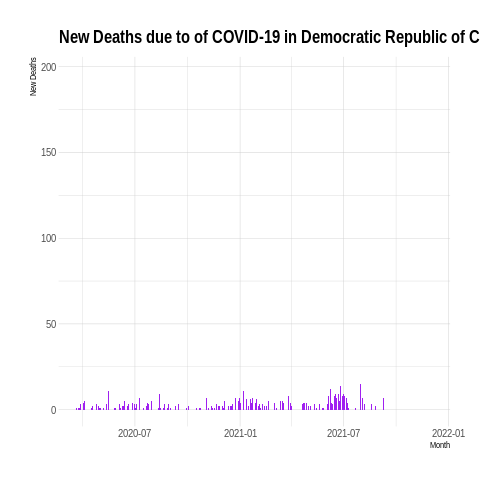 New Deaths due to of COVID-19 in Democratic Republic of C
New Deaths
200
150
100
50
0
2020-07 2021-01 2021-07 2022-01
Month